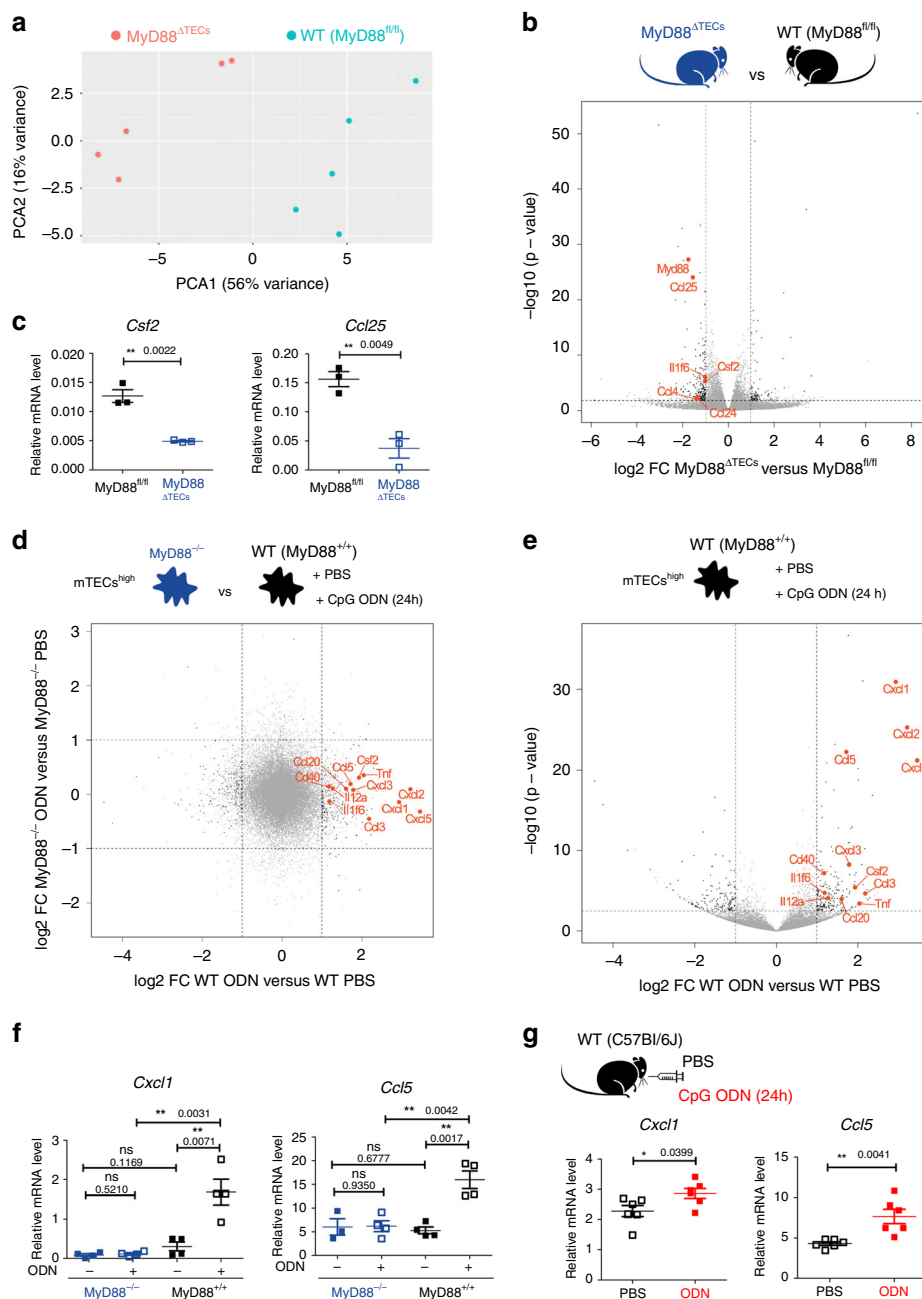 a
MyD88ΔTECs
WT (MyD88fl/fl)
2.5
0.0
−2.5
−5.0
PCA2 (16% variance)
−5
0
5
PCA1 (56% variance)
b
MyD88ΔTECs
WT (MyD88fl/fl)
vs
50
40
30
20
10
0
−log10 (p − value)
Myd88
Ccl25
Il1f6
Csf2
Ccl4
Ccl24
−6
−4
−2
0
2
4
6
8
log2 FC MyD88ΔTECs versus MyD88fl/fl
c
Csf2
** 0.0022
0.020
0.015
0.010
0.005
0.000
Relative mRNA level
MyD88fl/fl
MyD88
ΔTECs
Ccl25
** 0.0049
0.20
0.15
0.10
0.05
0.00
Relative mRNA level
MyD88fl/fl
MyD88
ΔTECs
d
MyD88−/−
WT (MyD88+/+)
mTECshigh
vs
+ PBS
+ CpG ODN (24h)
3
2
1
0
−1
−2
log2 FC MyD88−/− ODN versus MyD88−/− PBS
Ccl20
Ccl5
Csf2
Tnf
Cd40
Cxcl3
Il12a
Cxcl2
Il1f6
Cxcl1
Cxcl5
Ccl3
−4
−2
0
2
log2 FC WT ODN versus WT PBS
e
WT (MyD88+/+)
mTECshigh
+ PBS
+ CpG ODN (24 h)
30
20
10
0
−log10 (p − value)
Cxcl1
Cxcl2
Ccl5
Cxcl
Cxcl3
Cd40
Csf2
Il1f6
Ccl3
Il12a
Tnf
Ccl20
−4
−2
0
2
log2 FC WT ODN versus WT PBS
f
Cxcl1
** 0.0031
**
ns
0.0071
0.1169
ns
0.5210
3
2
1
0
Relative mRNA level
ODN − + − +
MyD88−/− MyD88+/+
Ccl5
** 0.0042
**
ns
0.0017
0.6777
ns
0.9350
25
20
15
10
5
0
Relative mRNA level
− + − +
MyD88−/− MyD88+/+
g
WT (C57Bl/6J)
PBS
CpG ODN (24h)
Cxcl1
* 0.0399
4
3
2
1
0
Relative mRNA level
PBS
ODN
Ccl5
** 0.0041
15
10
5
0
Relative mRNA level
PBS
ODN